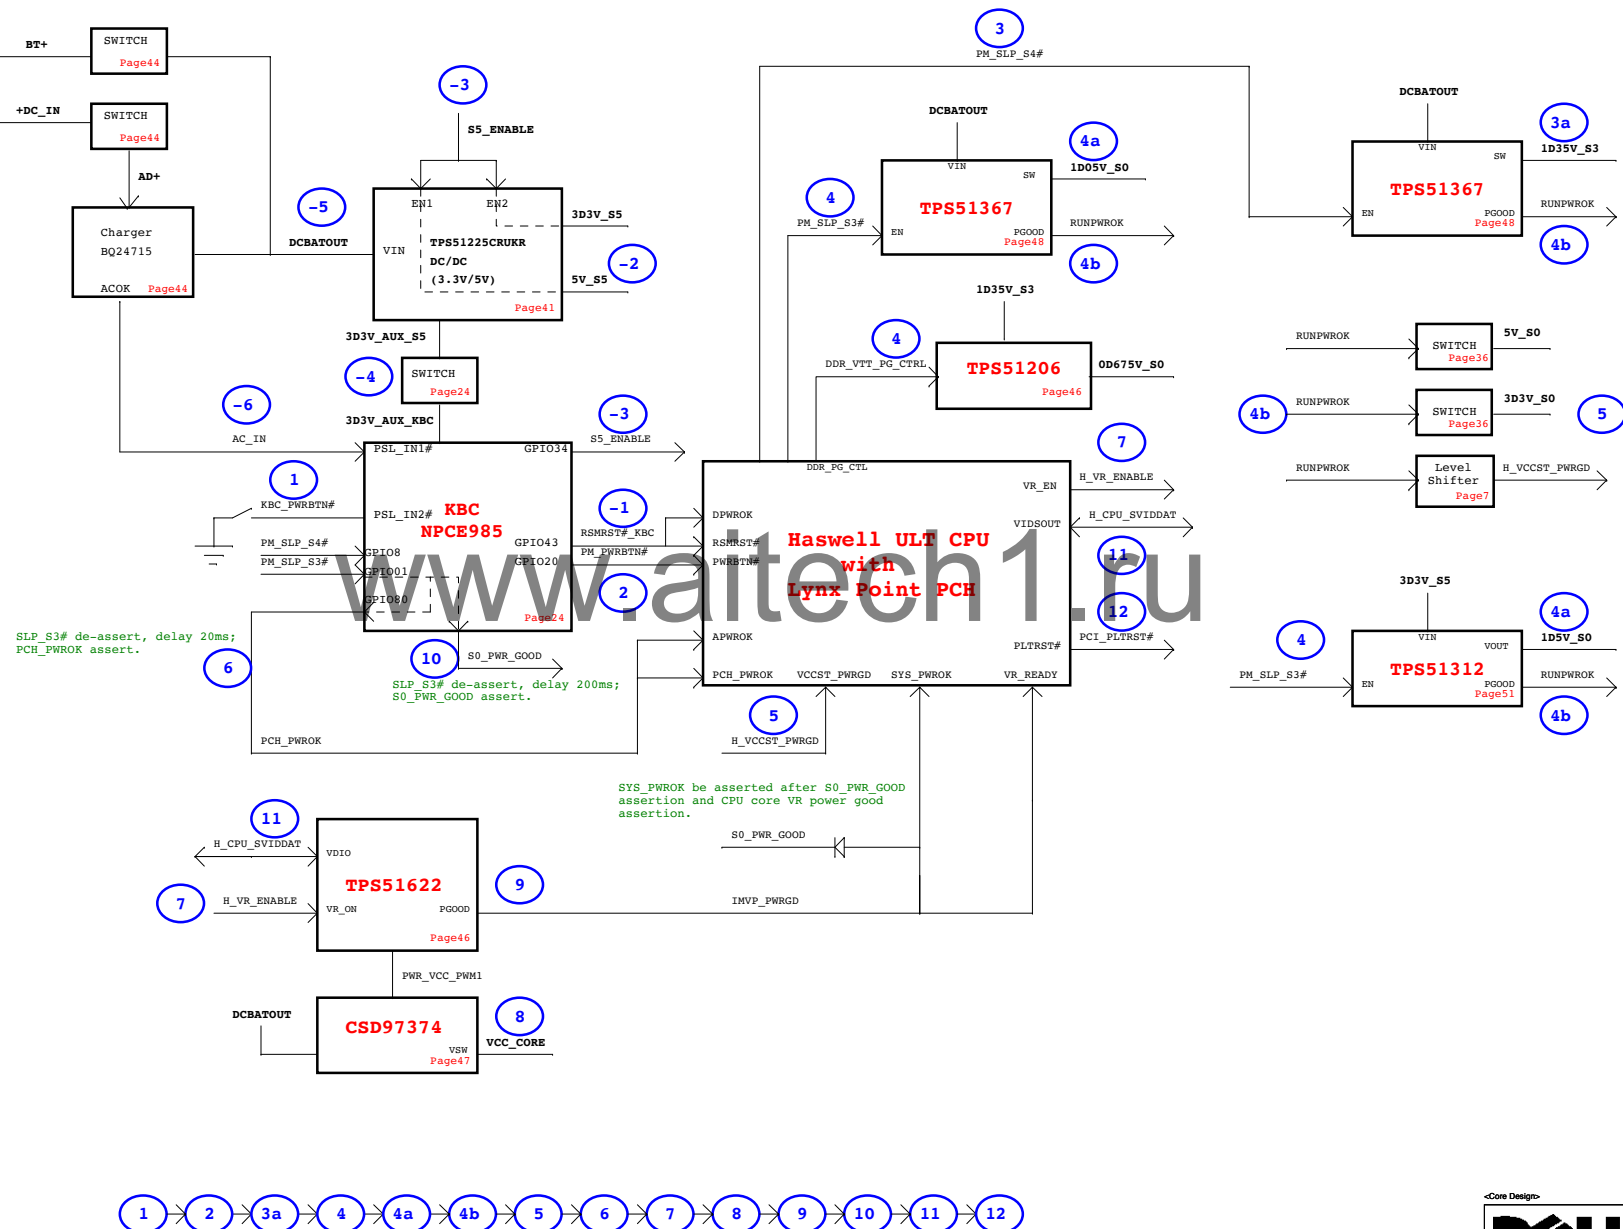 3
PM_SLP_S4#
BT+
SWITCH
Page44
+DC_IN
SWITCH
Page44
AD+
Charger
BQ24715
ACOK Page44
-5
DCBATOUT
-3
S5_ENABLE
EN1 EN2
VIN
TPS51225CRUKR
DC/DC
(3.3V/5V)
Page41
3D3V_S5
-2
5V_S5
3D3V_AUX_S5
-4
SWITCH
Page24
3D3V_AUX_KBC
-6
AC_IN
-3
S5_ENABLE
PSL_IN1# GPIO34
1
KBC_PWRBTN#
PSL_IN2#
KBC
NPCE985
PM_SLP_S4#
GPIO8
PM_SLP_S3#
GPIO01
GPIO80
GPIO43
GPIO20
Page24
-1
RSMRST#_KBC
PM_PWRBTN#
2
SLP_S3# de-assert, delay 20ms;
PCH_PWROK assert.
6
10
S0_PWR_GOOD
SLP_S3# de-assert, delay 200ms;
S0_PWR_GOOD assert.
PCH_PWROK
DCBATOUT
4
PM_SLP_S3#
VIN
SW
TPS51367
EN
PGOOD
Page48
4a
1D05V_S0
RUNPWROK
4b
1D35V_S3
4
DDR_VTT_PG_CTRL
TPS51206
Page46
0D675V_S0
DDR_PG_CTL
VR_EN
DPWROK
VIDSOUT
RSMRST#
PWRBTN#
Haswell ULT CPU
with
Lynx Point PCH
APWROK
PLTRST#
PCH_PWROK VCCST_PWRGD SYS_PWROK VR_READY
7
H_VR_ENABLE
H_CPU_SVIDDAT
11
12
PCI_PLTRST#
www.aitech1.ru
5
H_VCCST_PWRGD
SYS_PWROK be asserted after S0_PWR_GOOD
assertion and CPU core VR power good
assertion.
S0_PWR_GOOD
IMVP_PWRGD
DCBATOUT
VIN
SW
TPS51367
EN
PGOOD
Page48
3a
1D35V_S3
RUNPWROK
4b
RUNPWROK
SWITCH
Page36
5V_S0
4b
RUNPWROK
SWITCH
Page36
3D3V_S0
5
RUNPWROK
Level
Shifter
Page7
H_VCCST_PWRGD
3D3V_S5
4
PM_SLP_S3#
VIN
VOUT
TPS51312
EN
PGOOD
Page51
4a
1D5V_S0
RUNPWROK
4b
11
H_CPU_SVIDDAT
VDIO
TPS51622
7
H_VR_ENABLE
VR_ON PGOOD
Page46
9
PWR_VCC_PWM1
DCBATOUT
CSD97374
VSW
Page47
8
VCC_CORE
1 2 3a 4 4a 4b 5 6 7 8 9 10 11 12
<Core Design>